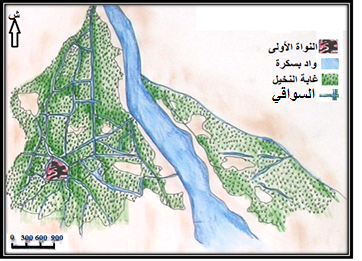 ش
النواة الأولى
واد بسكرة
غابة النخيل
السواقي
0 300 600 900